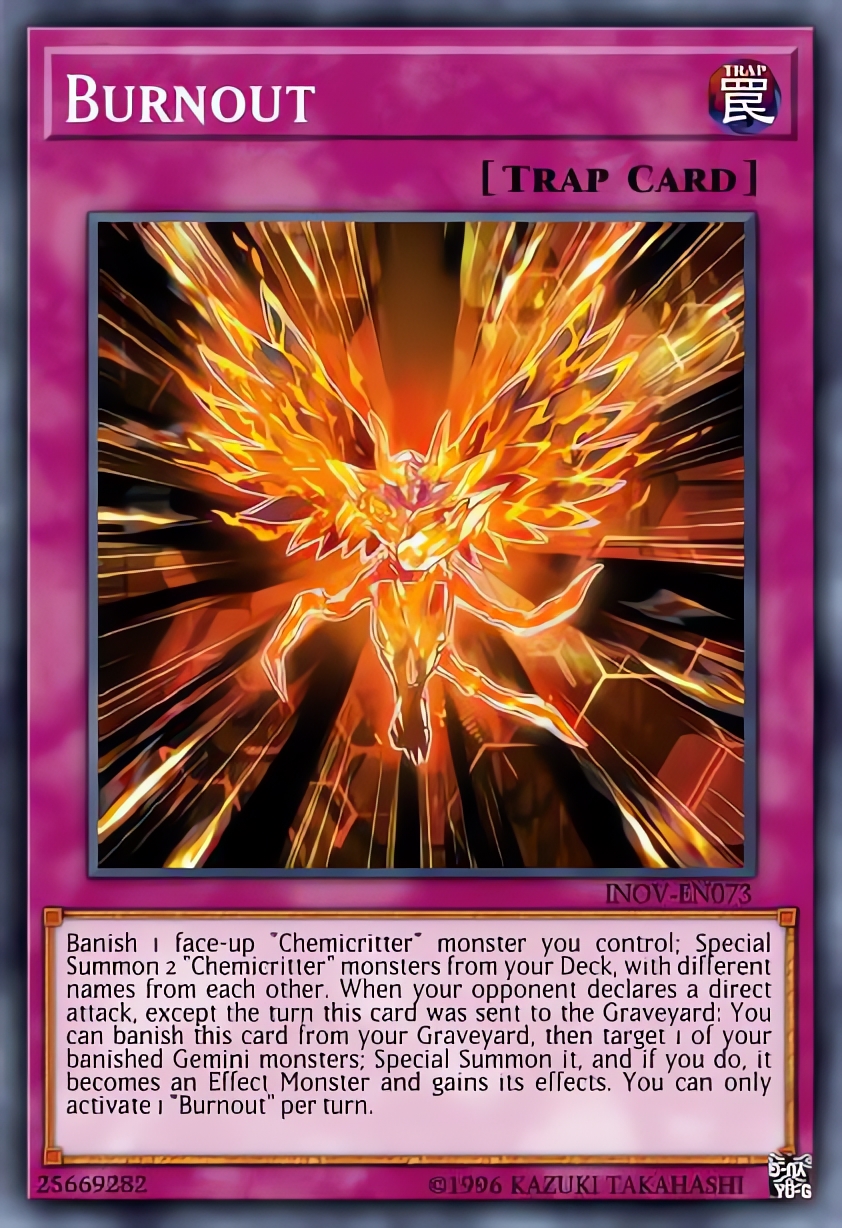 Burnout
TRAP
罠
[Trap Card]
INOV-EN073
Banish 1 face-up "Chemicritter" monster you control; Special
Summon 2 "Chemicritter" monsters from your Deck, with different
names from each other. When your opponent declares a direct
attack, except the turn this card was sent to the Graveyard: You
can banish this card from your Graveyard, then target 1 of your
banished Gemini monsters; Special Summon it, and if you do, it
becomes an Effect Monster and gains its effects. You can only
activate 1 "Burnout" per turn.
25669282
©1996 KAZUKI TAKAHASHI